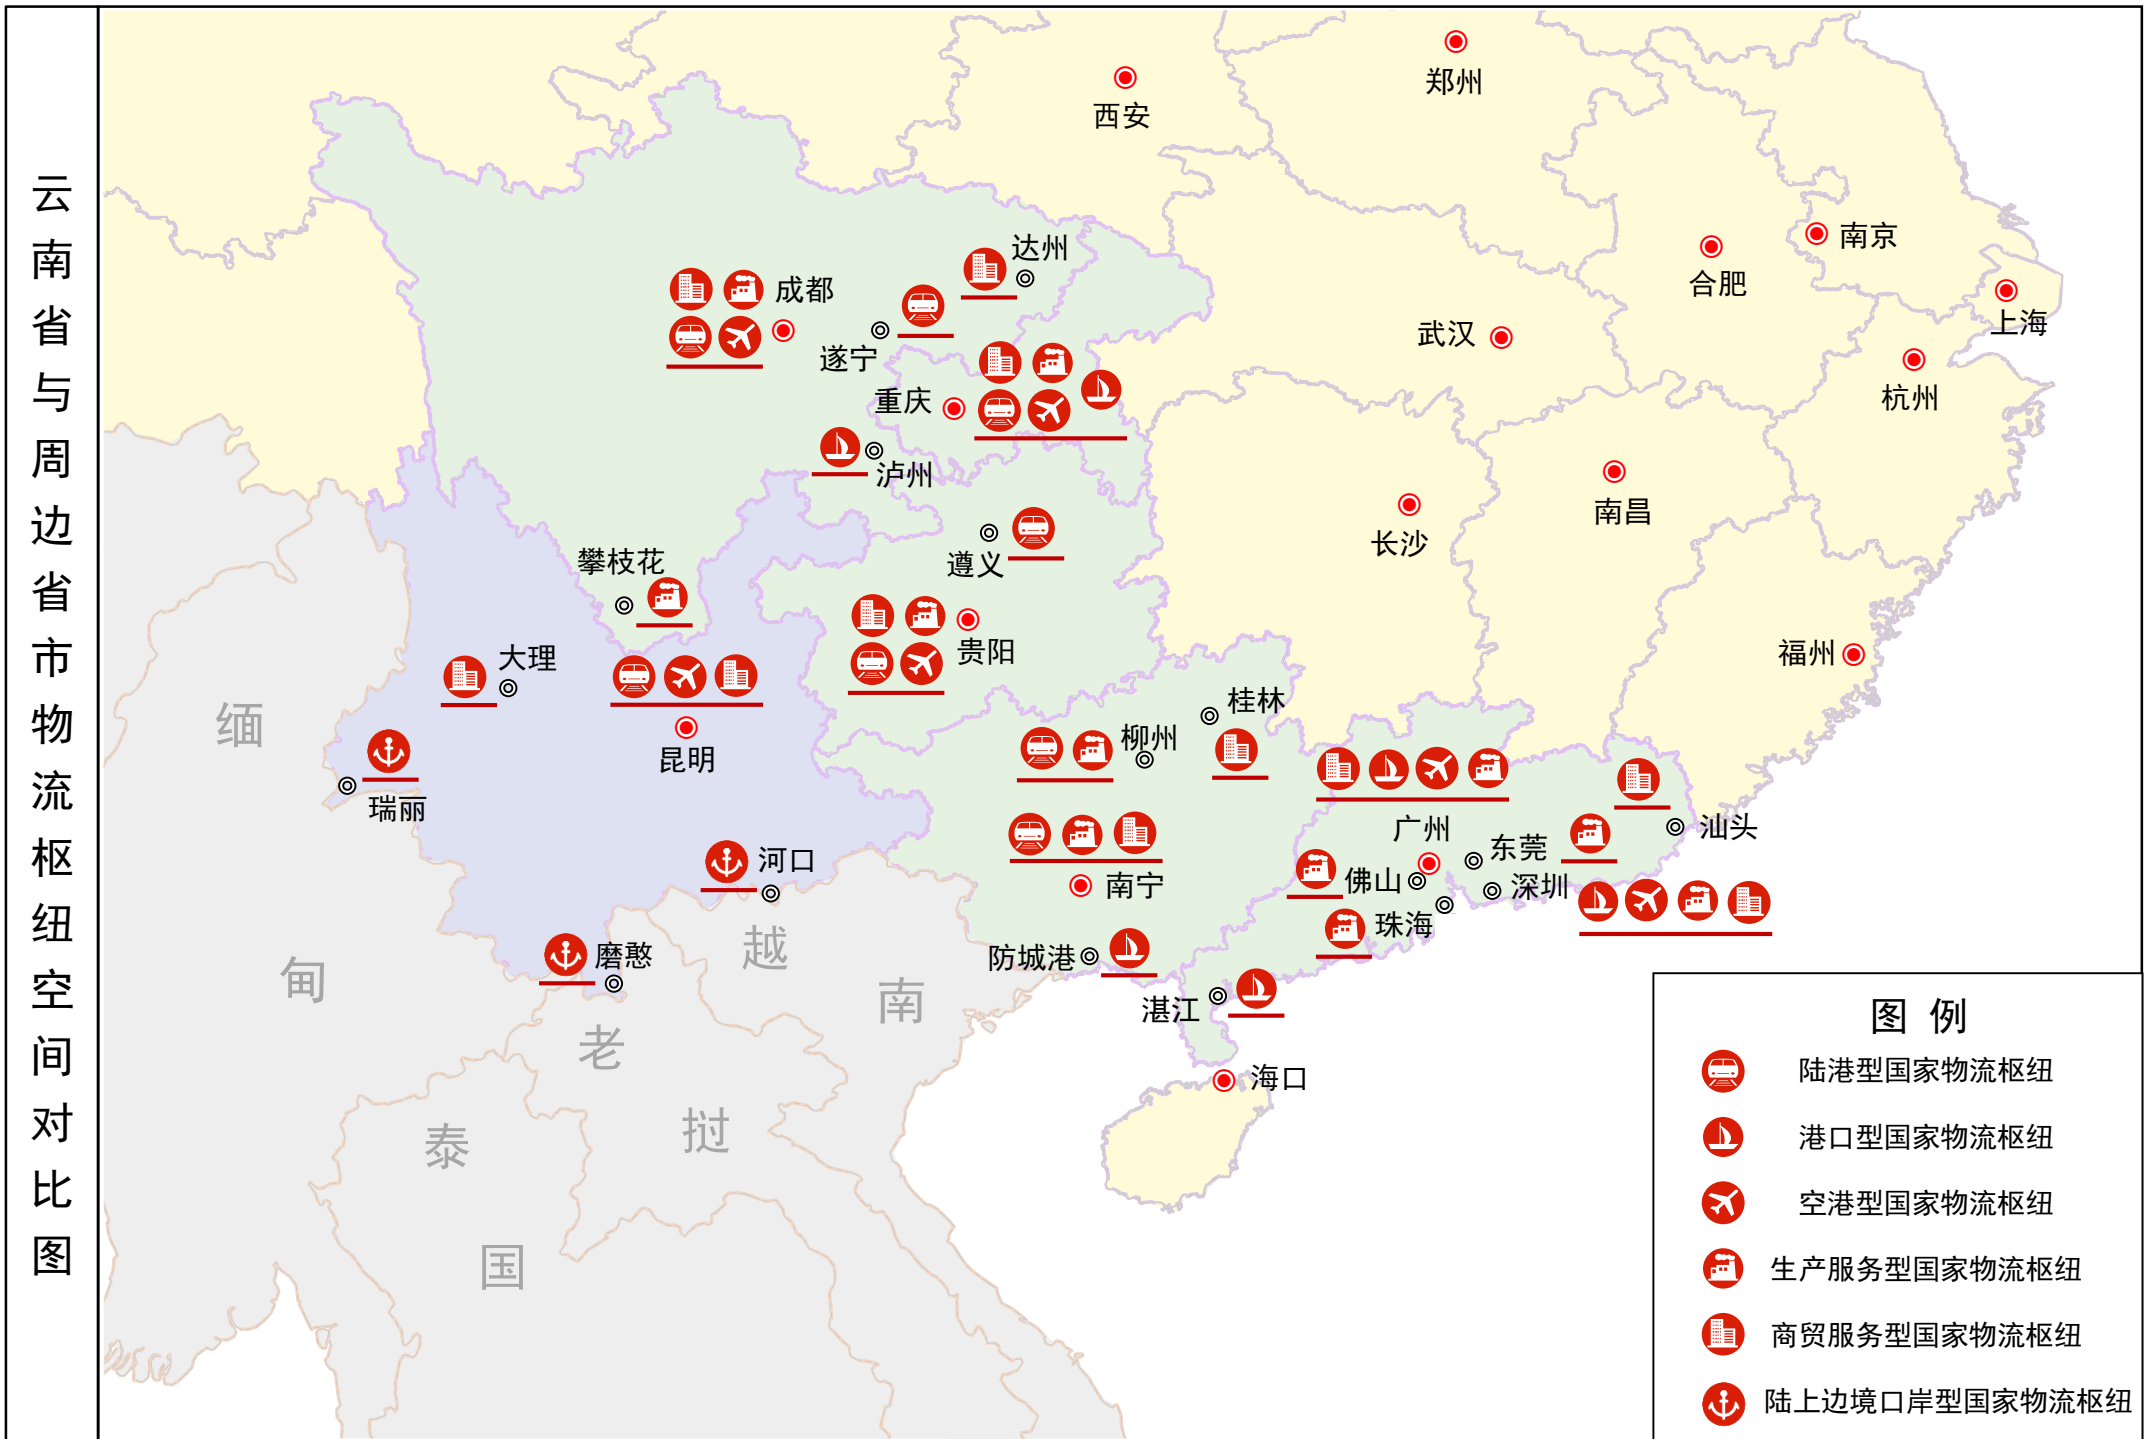 云南省与周边省市物流枢纽空间对比图
郑州
西安
南京
达州
合肥
成都
上海
武汉
遂宁
杭州
重庆
泸州
南昌
长沙
攀枝花
遵义
贵阳
福州
大理
桂林
缅
柳州
昆明
瑞丽
广州
汕头
东莞
河口
佛山
深圳
南宁
珠海
越
磨憨
防城港
甸
南
湛江
老
海口
挝
泰
国
图例
陆港型国家物流枢纽
港口型国家物流枢纽
空港型国家物流枢纽
生产服务型国家物流枢纽
商贸服务型国家物流枢纽
陆上边境口岸型国家物流枢纽